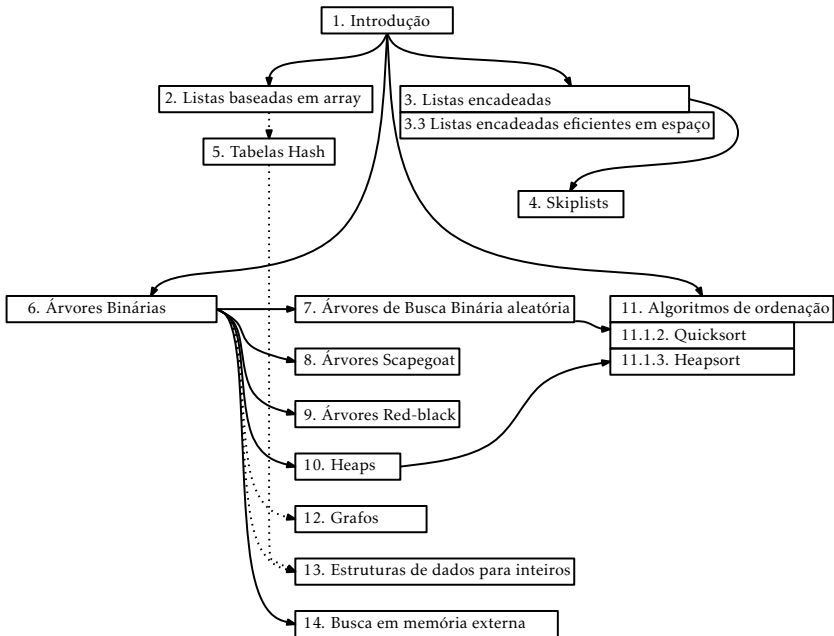 1. Introdução
2. Listas baseadas em array
3. Listas encadeadas
3.3 Listas encadeadas eficientes em espaço
5. Tabelas Hash
4. Skiplists
6. Árvores Binárias
7. Árvores de Busca Binária aleatória
11. Algoritmos de ordenação
11.1.2. Quicksort
11.1.3. Heapsort
8. Árvores Scapegoat
9. Árvores Red-black
10. Heaps
12. Grafos
13. Estruturas de dados para inteiros
14. Busca em memória externa